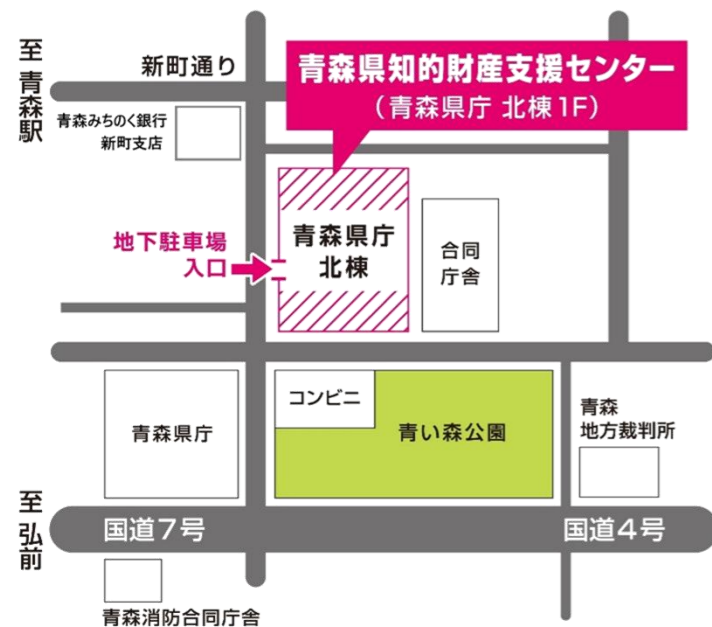 至 青森駅
新町通り
青森県知的財産支援センター
（青森県庁 北棟1F）
青森みちのく銀行
新町支店
地下駐車場
入口
青森県庁
北棟
合同
庁舎
青森県庁
コンビニ
青い森公園
青森
地方裁判所
至 弘前
国道7号
国道4号
青森消防合同庁舎